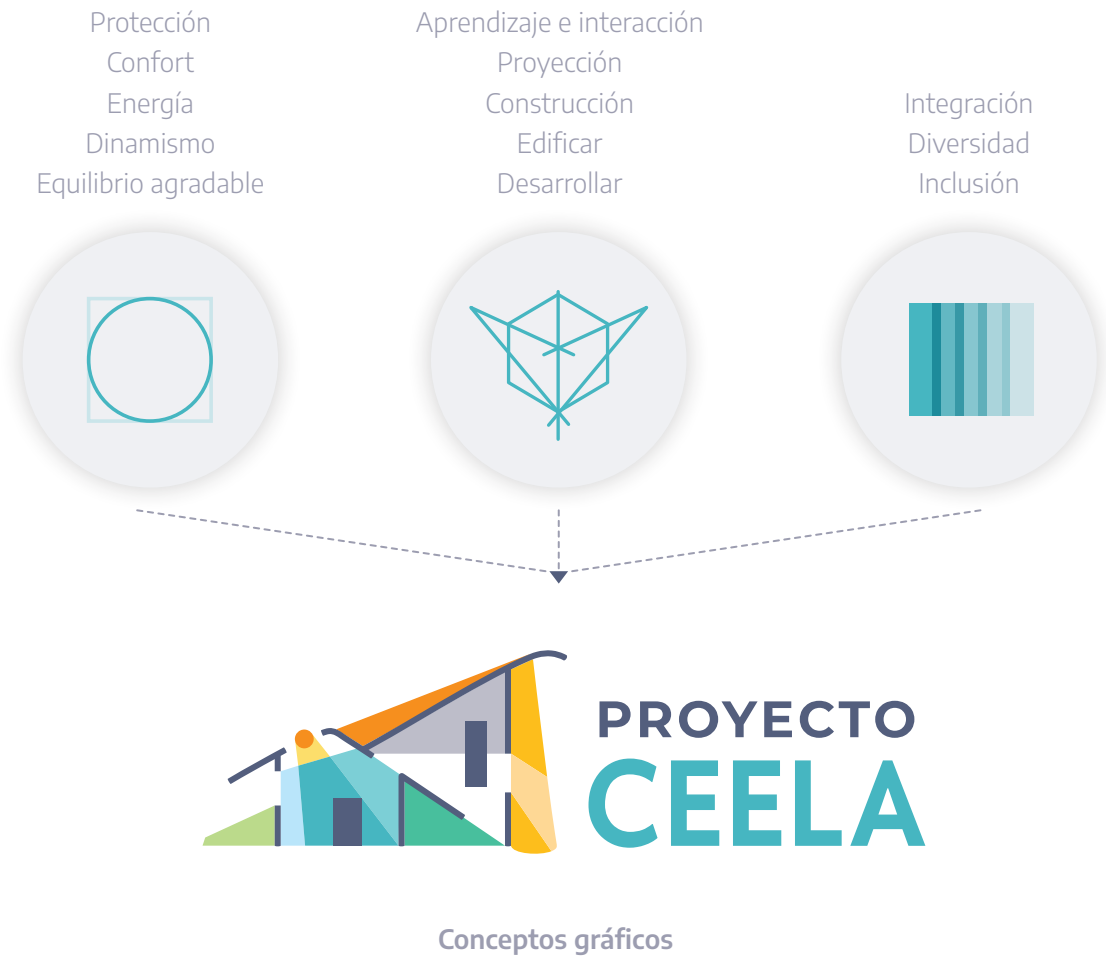 Protección
Confort
Energía
Dinamismo
Equilibrio agradable
Aprendizaje e interacción
Proyección
Construcción
Edificar
Desarrollar
Integración
Diversidad
Inclusión
PROYECTO
CEELA
Conceptos gráficos